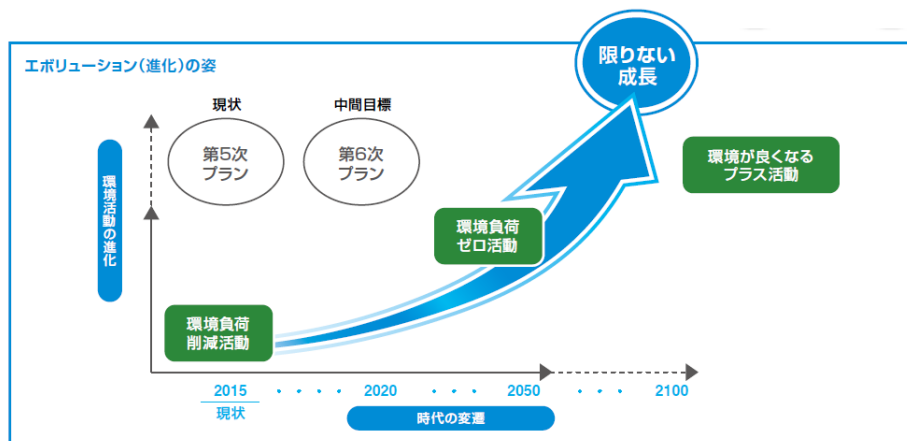 エボリューション(進化)の姿
限りない
成長
現状
中間目標
第5次
プラン
第6次
プラン
環境が良くなる
プラス活動
環境活動の進化
環境負荷
ゼロ活動
環境負荷
削減活動
2015 ・・・・ 2020 ・・・ 2050 ・・・・ 2100
現状
時代の変遷